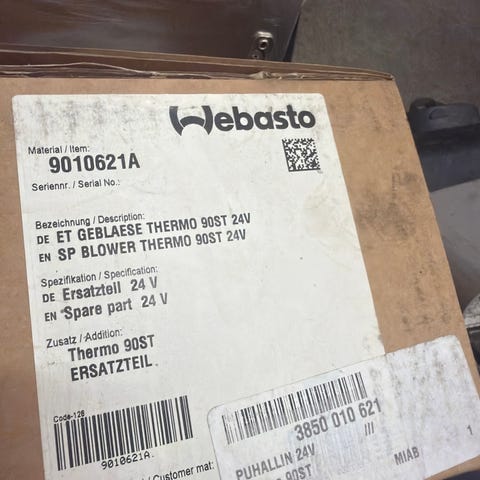 Webasto
Material / Item:
9010621A
Seriennr. / Serial No.:
Bezeichnung / Description:
DE ET GEBLAESE THERMO 90ST 24V
EN SP BLOWER THERMO 90ST 24V
Spezifikation / Specification:
DE Ersatzteil 24 V
EN Spare part 24 V
Zusatz / Addition:
Thermo 90ST
ERSATZTEIL
Code-128
9010621A
/Customer mat:
3850 010 621
PUHALLIN 24V ///
90ST MIAB 1